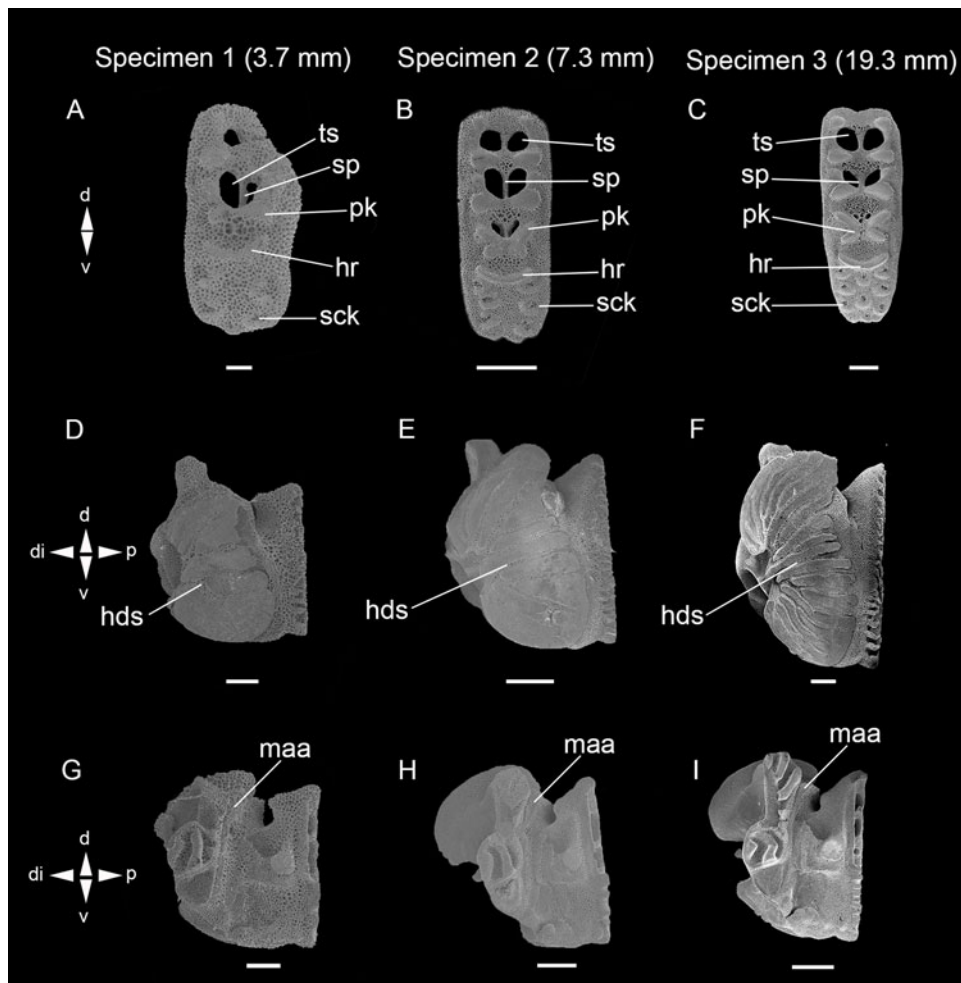 Specimen 1 (3.7 mm) Specimen 2 (7.3 mm) Specimen 3 (19.3 mm)
A B C
ts ts ts
sp sp sp
pk pk pk
hr hr hr
sck sck sck
d
v
D E F
d
di p
v
hds hds hds
maa maa maa
G H I
d
di p
v